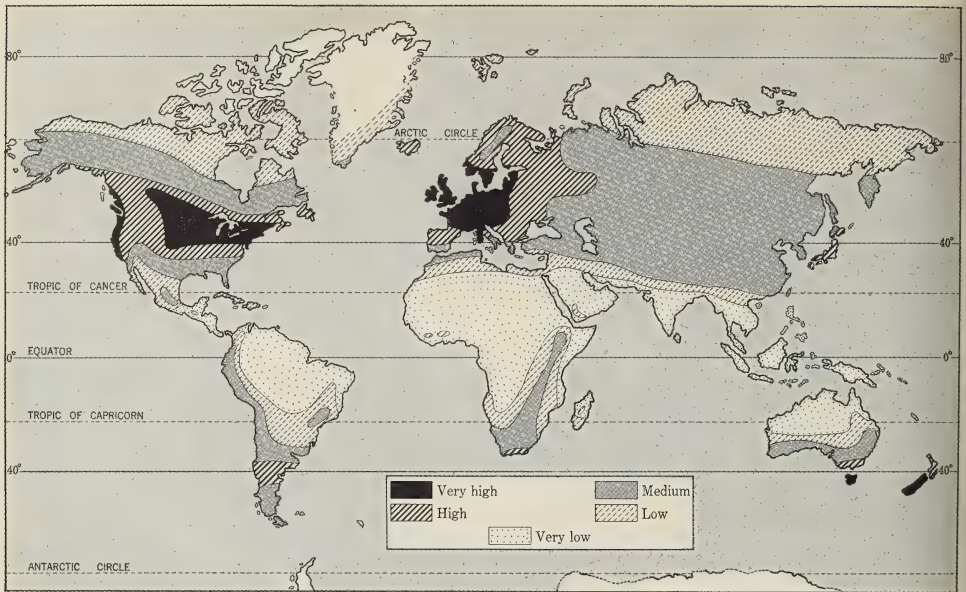 80° 80°
ARCTIC CIRCLE
40° 40°
TROPIC OF CANCER
EQUATOR
0° 0°
TROPIC OF CAPRICORN
40° 40°
Very high Medium
High Low
Very low
ANTARCTIC CIRCLE